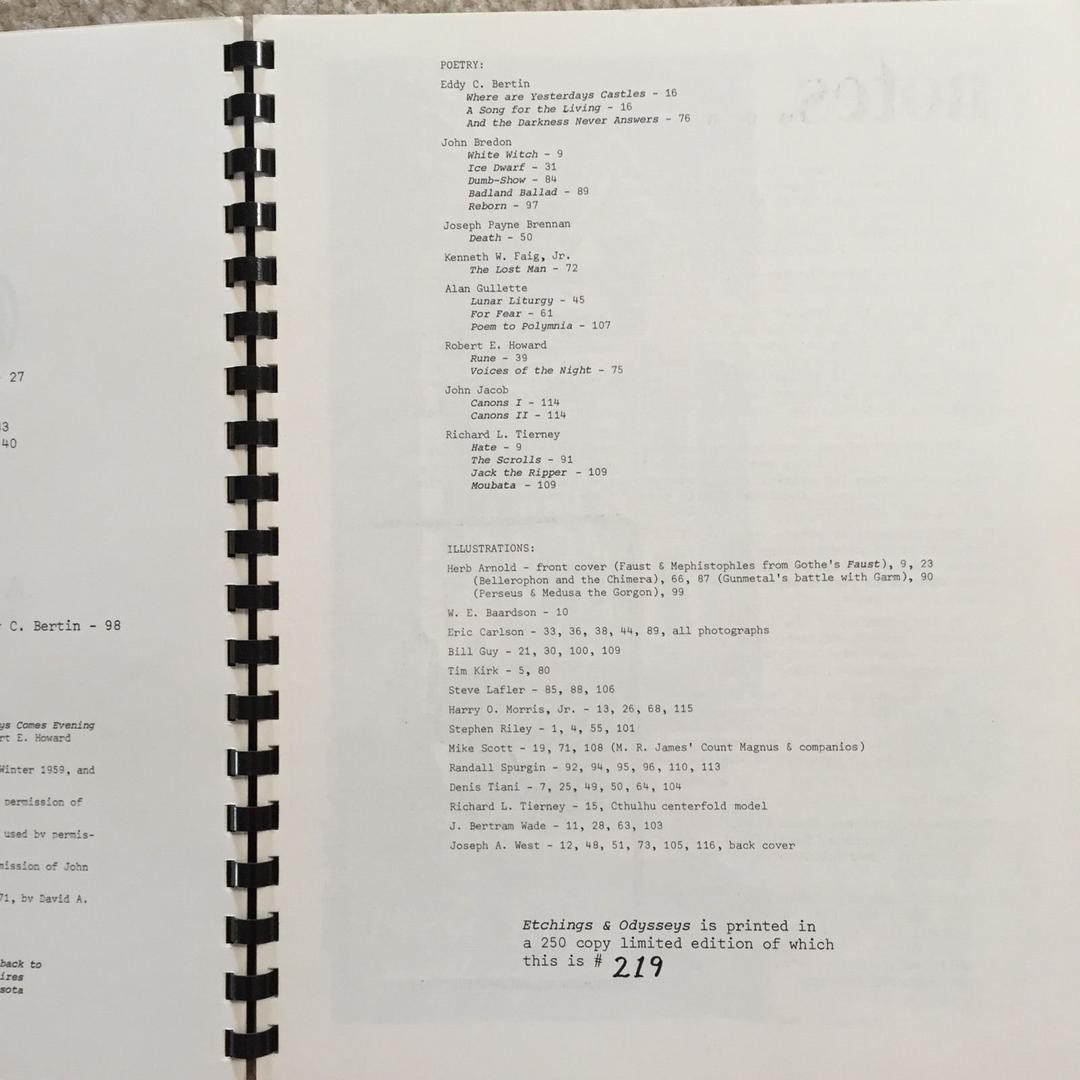 27
40
C. Bertin - 98
Comes Evening
E. Howard
Winter 1959, and
permission of
used by permis-
of John
by David A.
back to
POETRY:
Eddy C. Bertin
Where are Yesterdays Castles - 16
A Song for the Living - 16
And the Darkness Never Answers - 76
John Bredon
White Witch - 9
Ice Dwarf - 31
Dumb-Show - 84
Badland Ballad - 89
Reborn - 97
Joseph Payne Brennan
Death - 50
Kenneth W. Faig, Jr.
The Lost Man - 72
Alan Gullette
Lunar Liturgy - 45
For Fear - 61
Poem to Polymnia - 107
Robert E. Howard
Rune - 39
Voices of the Night - 75
John Jacob
Canons I - 114
Canons II - 114
Richard L. Tierney
Hate - 9
The Scrolls - 91
Jack the Ripper - 109
Moubata - 109
ILLUSTRATIONS:
Herb Arnold - front cover (Faust & Mephistophles from Gothe's Faust), 9, 23
(Bellerophon and the Chimera), 66, 87 (Gunmetal's battle with Garm), 90
(Perseus & Medusa the Gorgon), 99
W. E. Baardson - 10
Eric Carlson - 33, 36, 38, 44, 89, all photographs
Bill Guy - 21, 30, 100, 109
Tim Kirk - 5, 80
Steve Lafler - 85, 88, 106
Harry O. Morris, Jr. - 13, 26, 68, 115
Stephen Riley - 1, 4, 55, 101
Mike Scott - 19, 71, 108 (M. R. James' Count Magnus & companios)
Randall Spurgin - 92, 94, 95, 96, 110, 113
Denis Tiani - 7, 25, 49, 50, 64, 104
Richard L. Tierney - 15, Cthulhu centerfold model
J. Bertram Wade - 11, 28, 63, 103
Joseph A. West - 12, 48, 51, 73, 105, 116, back cover
Etchings & Odysseys is printed in
a 250 copy limited edition of which
this is # 219